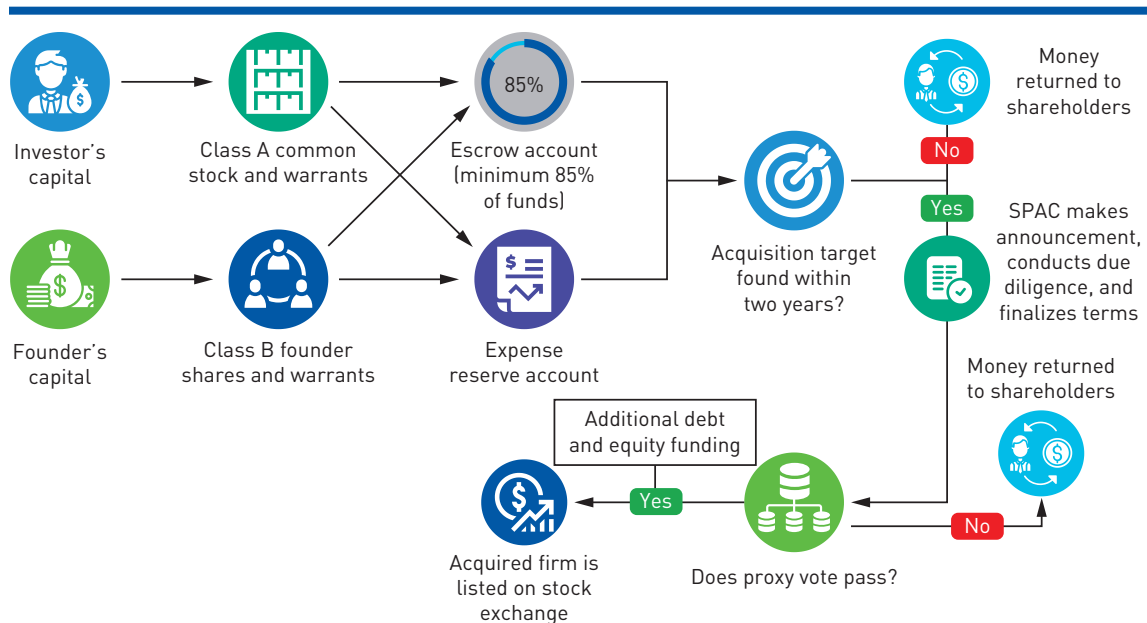 Investor's
capital
Class A common
stock and warrants
85%
Escrow account
(minimum 85%
of funds)
Founder's
capital
Class B founder
shares and warrants
$
Expense
reserve account
Acquisition target
found within
two years?
Money
returned to
shareholders
No
Yes
SPAC makes
announcement,
conducts due
diligence, and
finalizes terms
Money returned
to shareholders
Additional debt
and equity funding
Yes
No
Does proxy vote pass?
Acquired firm is
listed on stock
exchange